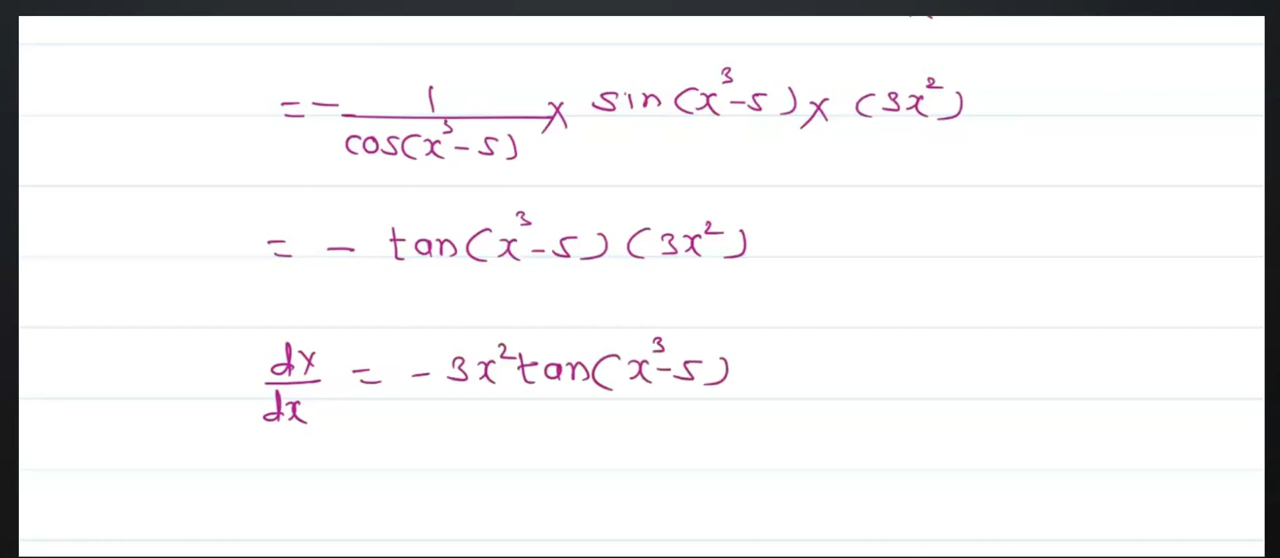 = - 1/cos(x³-5) × sin(x³-5) × (3x²)
= - tan(x³-5) (3x²)
dy/dx = - 3x² tan(x³-5)